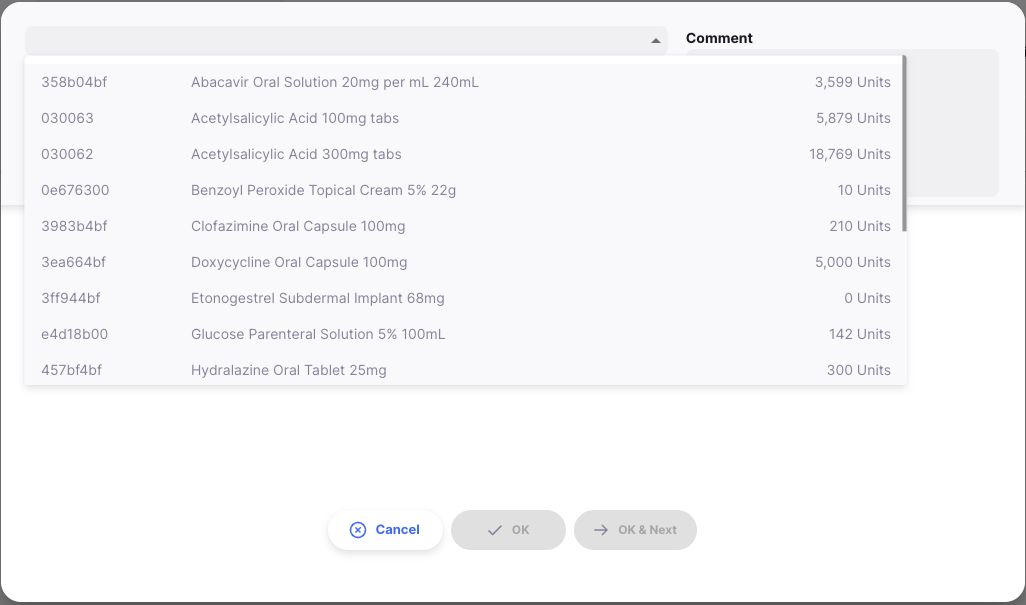 Comment
358b04bf Abacavir Oral Solution 20mg per mL 240mL 3,599 Units
030063 Acetylsalicylic Acid 100mg tabs 5,879 Units
030062 Acetylsalicylic Acid 300mg tabs 18,769 Units
0e676300 Benzoyl Peroxide Topical Cream 5% 22g 10 Units
3983b4bf Clofazimine Oral Capsule 100mg 210 Units
3ea664bf Doxycycline Oral Capsule 100mg 5,000 Units
3ff944bf Etonogestrel Subdermal Implant 68mg 0 Units
e4d18b00 Glucose Parenteral Solution 5% 100mL 142 Units
457bf4bf Hydralazine Oral Tablet 25mg 300 Units
Cancel OK OK & Next